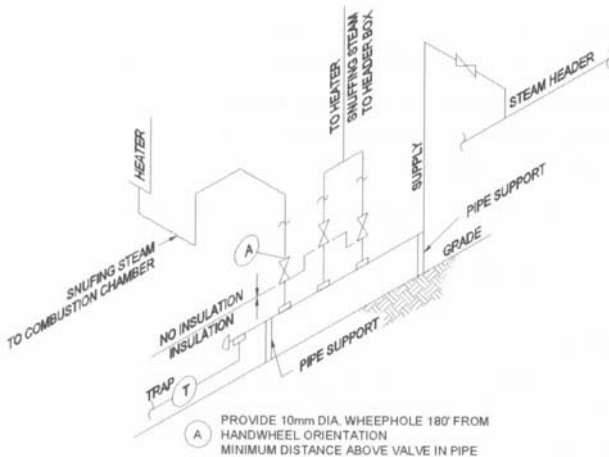 HEATER
TO HEATER
SNUFFING STEAM
TO HEADER BOX
STEAM HEADER
SUPPLY
PIPE SUPPORT
GRADE
A
SNUFING STEAM
TO COMBUSTION CHAMBER
NO INSULATION
INSULATION
PIPE SUPPORT
TRAP
T
A
PROVIDE 10mm DIA. WHEEPHOLE 180' FROM
HANDWHEEL ORIENTATION
MINIMUM DISTANCE ABOVE VALVE IN PIPE